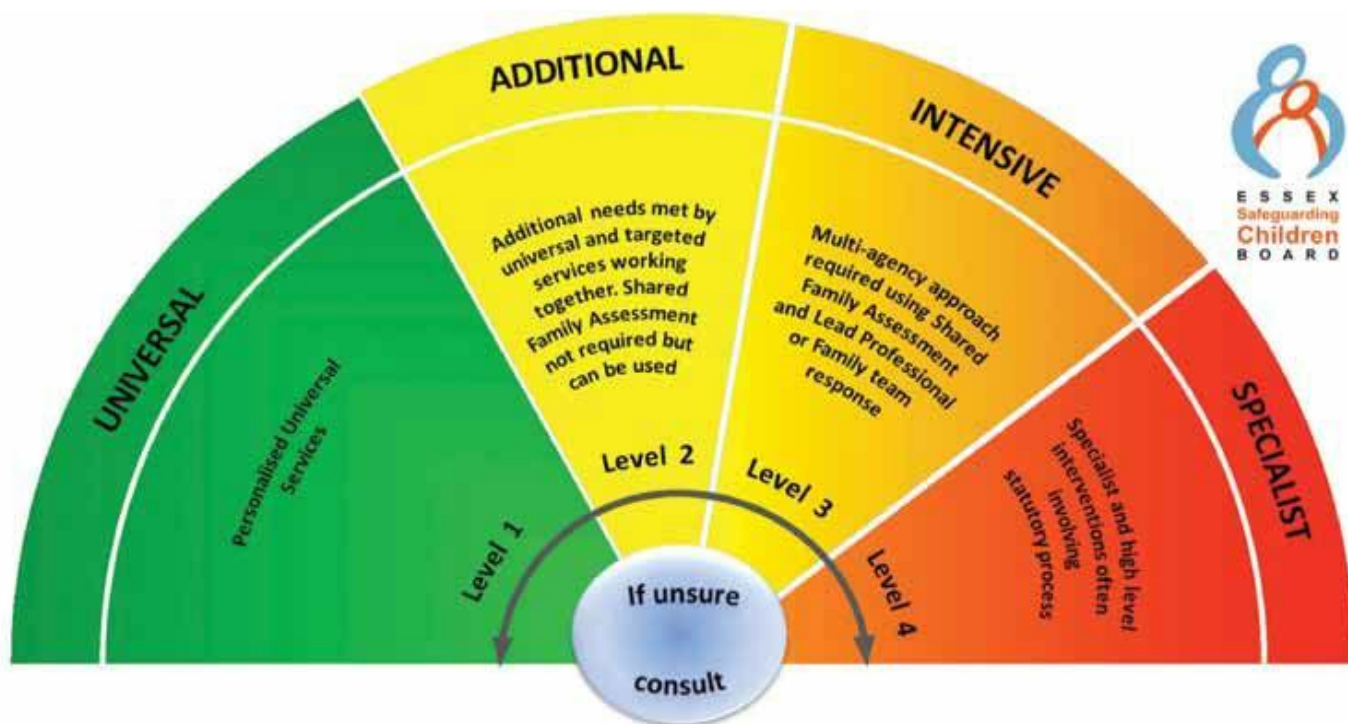 UNIVERSAL
Personalised Universal
Services
Level 1
ADDITIONAL
Additional needs met by
universal and targeted
services working
together. Shared
Family Assessment
not required but
can be used
Level 2
INTENSIVE
Multi-agency approach
required using Shared
Family Assessment
and Lead Professional
or Family team
response
Level 3
SPECIALIST
Specialist and high level
interventions often
involving
statutory process
Level 4
If unsure
consult
ESSEX
Safeguarding
Children
BOARD